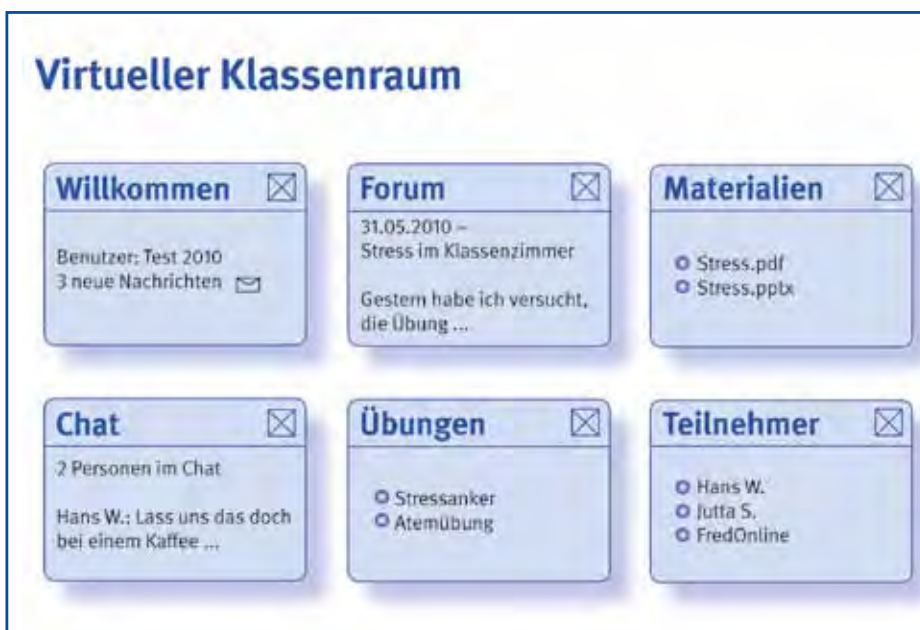 Virtueller Klassenraum
Willkommen
Benutzer: Test 2010
3 neue Nachrichten
Forum
31.05.2010 –
Stress im Klassenzimmer
Gestern habe ich versucht,
die Übung ...
Materialien
Stress.pdf
Stress.pptx
Chat
2 Personen im Chat
Hans W.: Lass uns das doch
bei einem Kaffee ...
Übungen
Stressanker
Atemübung
Teilnehmer
Hans W.
Jutta S.
FredOnline